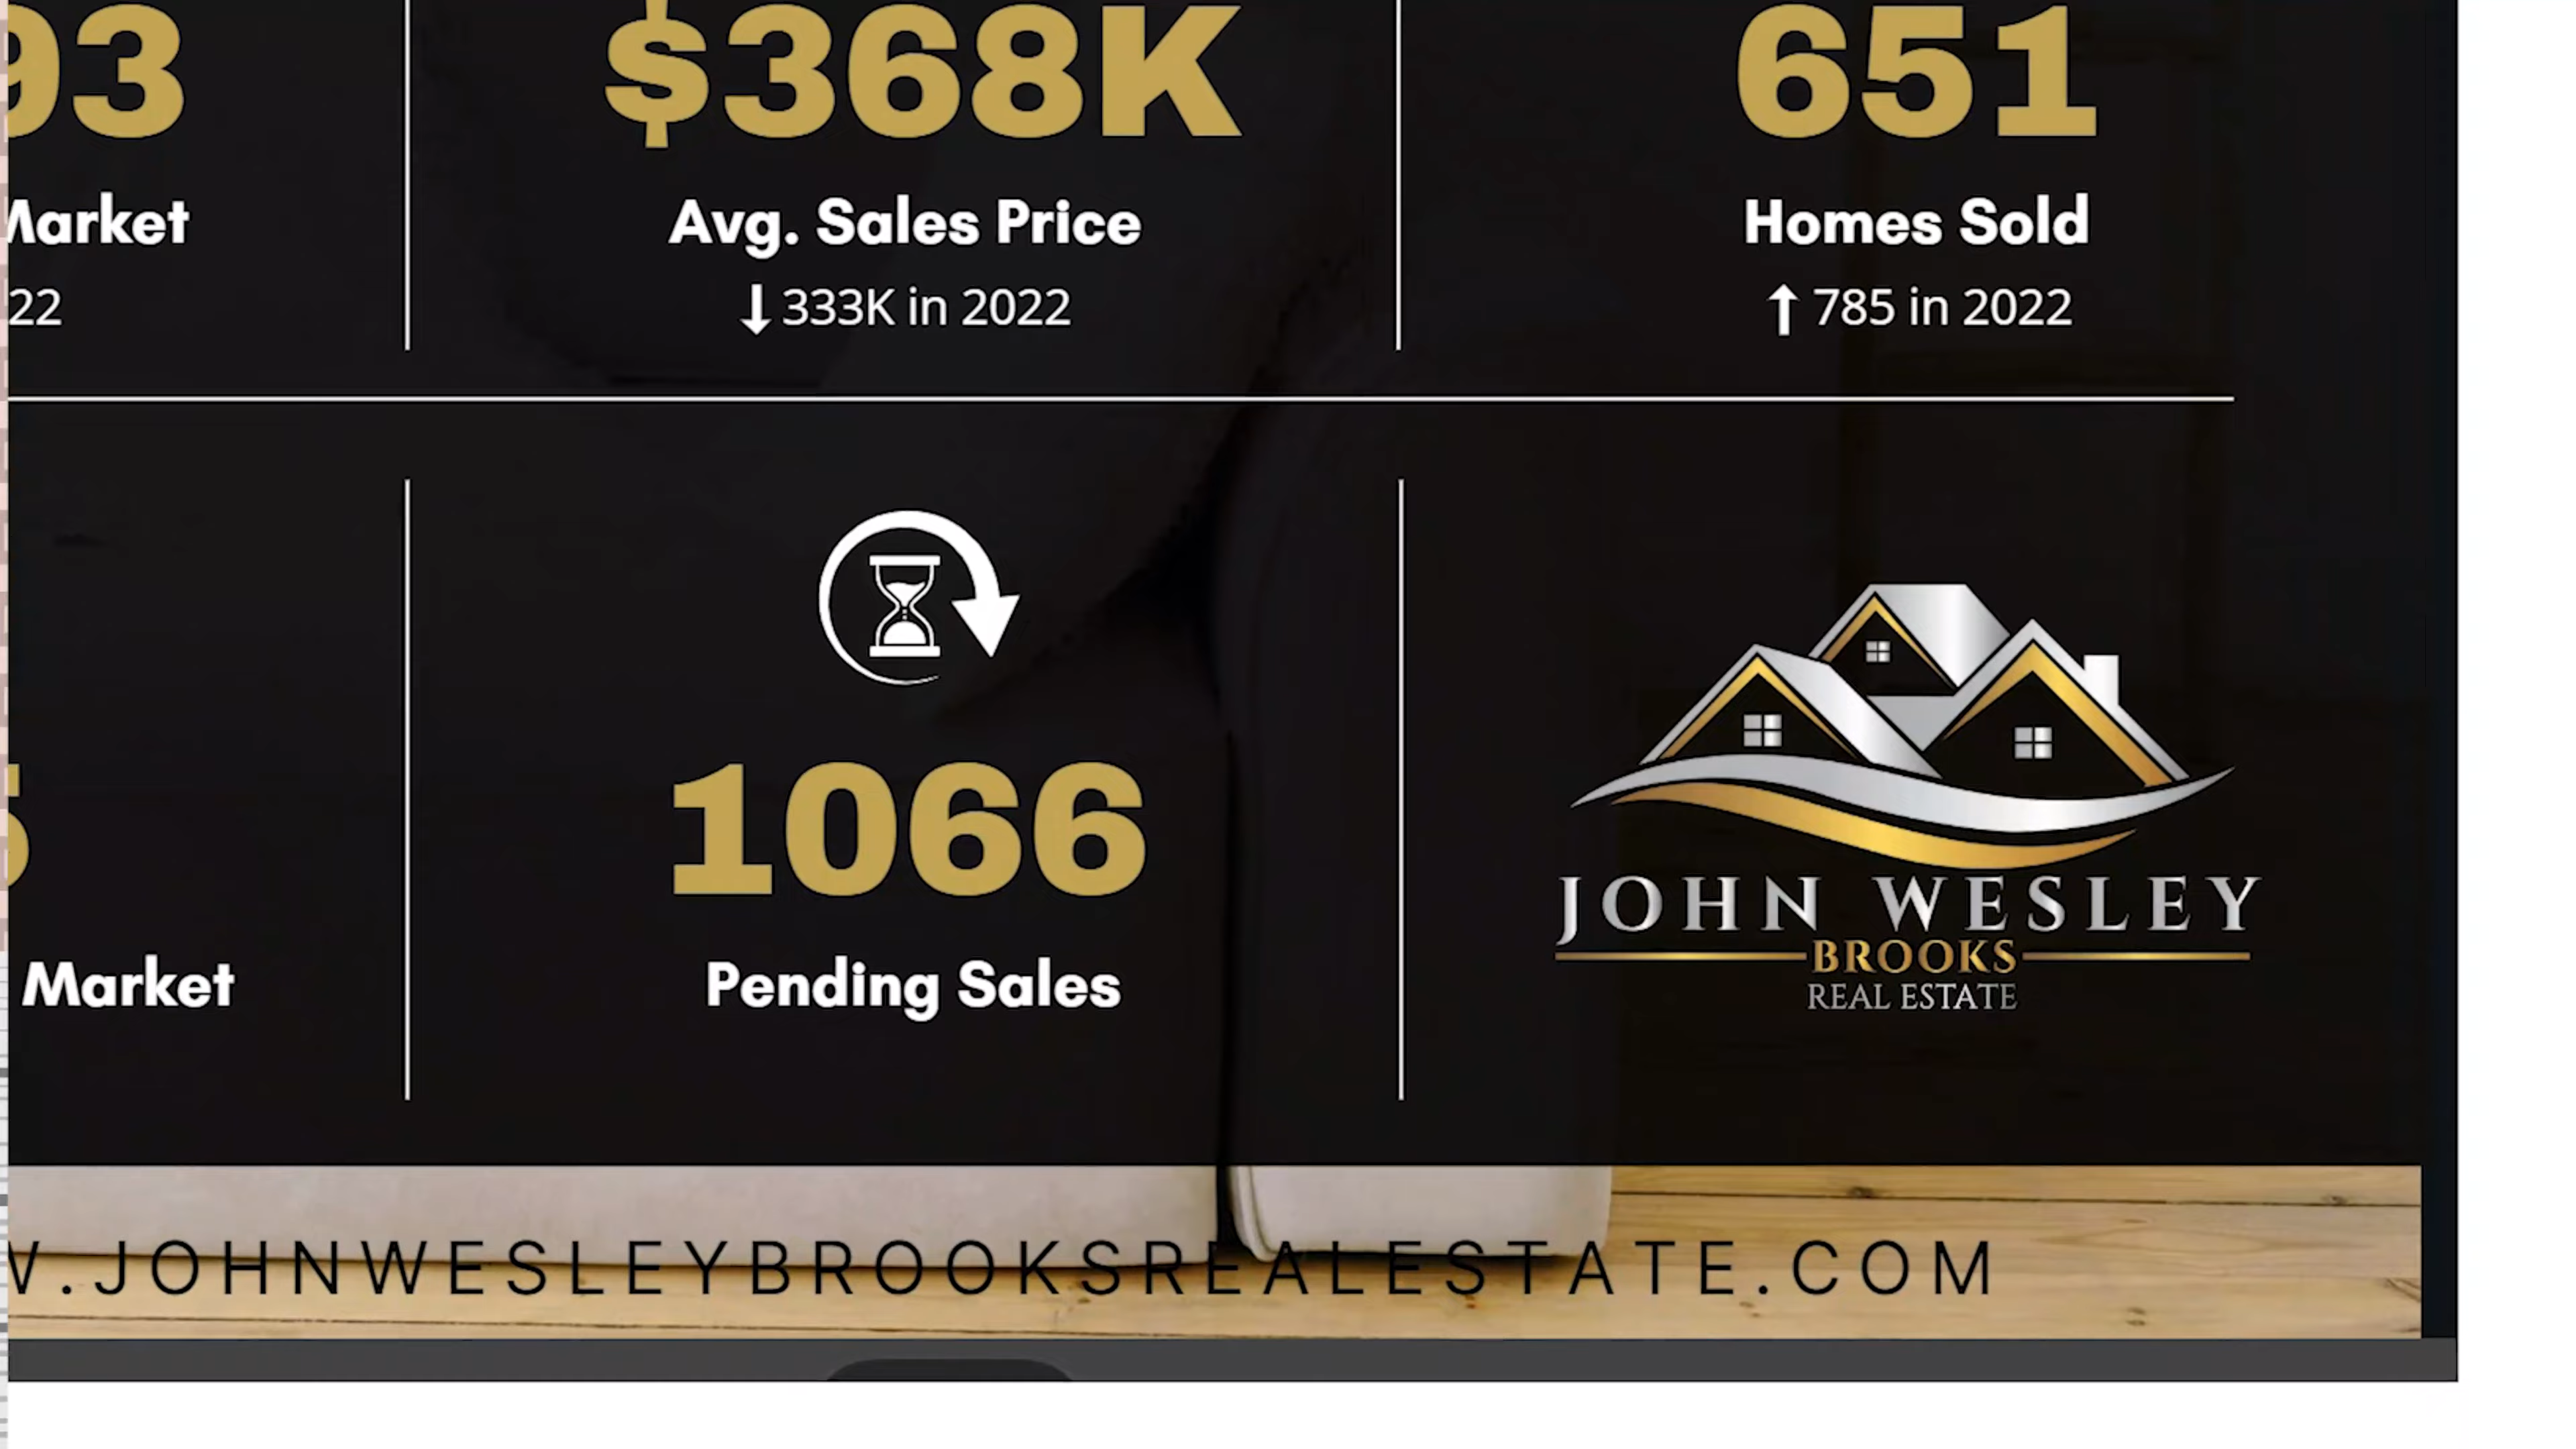 93
$368K
651
Market
Avg. Sales Price
Homes Sold
22
↓ 333K in 2022
↑ 785 in 2022
1066
Market
Pending Sales
JOHN WESLEY
BROOKS
REAL ESTATE
W.JOHNWESLEYBROOKSREALESTATE.COM